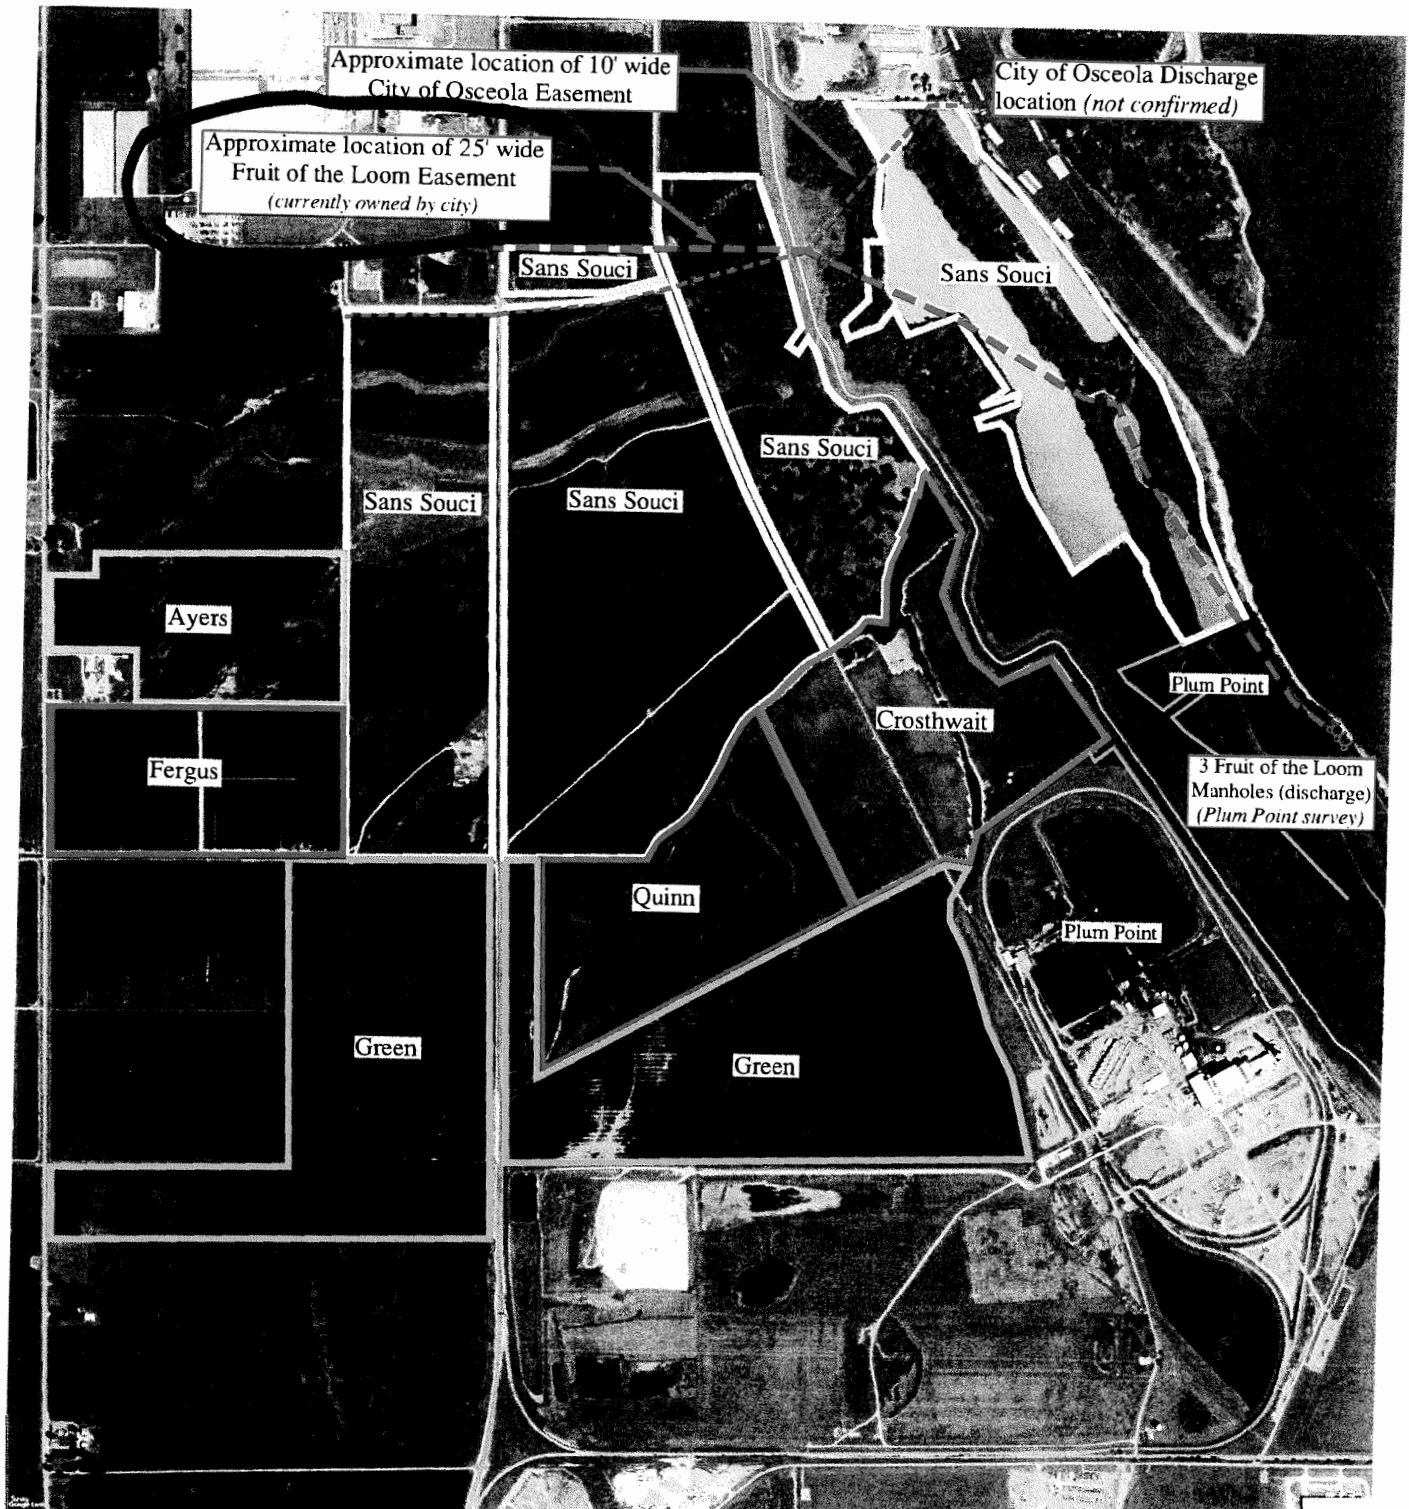 Approximate location of 10' wide
City of Osceola Easement
City of Osceola Discharge
location (not confirmed)
Approximate location of 25' wide
Fruit of the Loom Easement
(currently owned by city)
Sans Souci
Sans Souci
Sans Souci
Sans Souci
Sans Souci
Ayers
Plum Point
Crosthwait
Fergus
3 Fruit of the Loom
Manholes (discharge)
(Plum Point survey)
Quinn
Plum Point
Green
Green